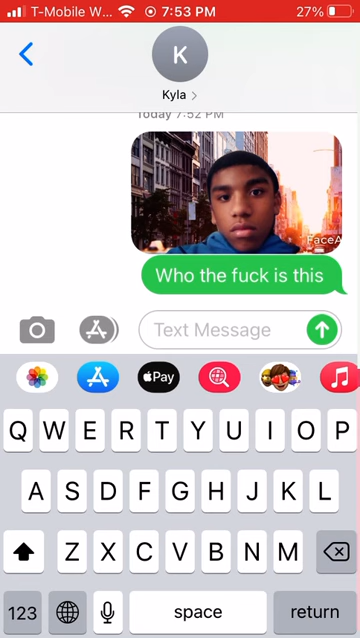 T-Mobile W... 7:53 PM 27%
K
Kyla >
Today 7:52 PM
FaceA
Who the fuck is this
Text Message
Pay
Q W E R T Y U I O P
A S D F G H J K L
Z X C V B N M
123 space return